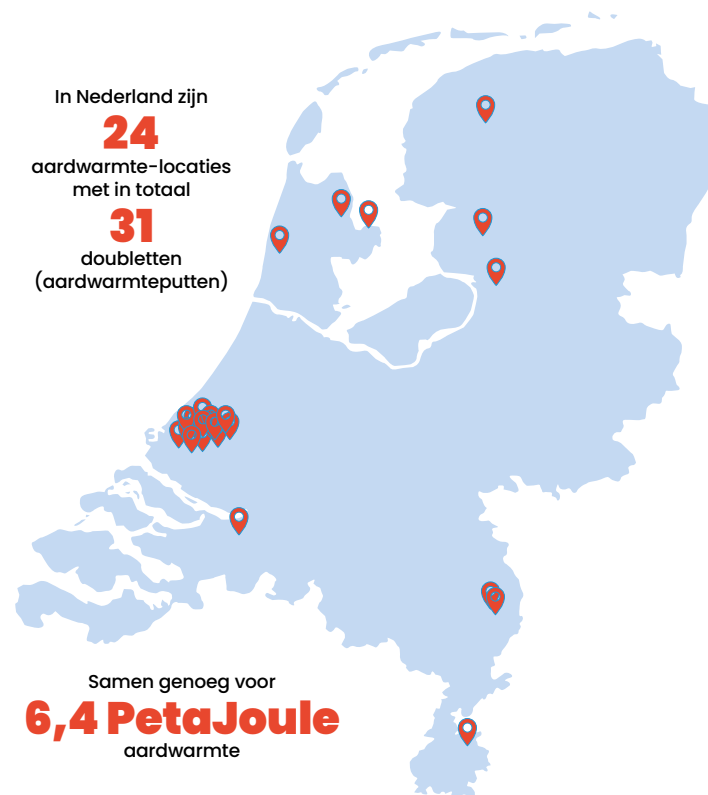 In Nederland zijn
24
aardwarmte-locaties
met in totaal
31
doubletten
(aardwarmteputten)
Samen genoeg voor
6,4 PetaJoule
aardwarmte